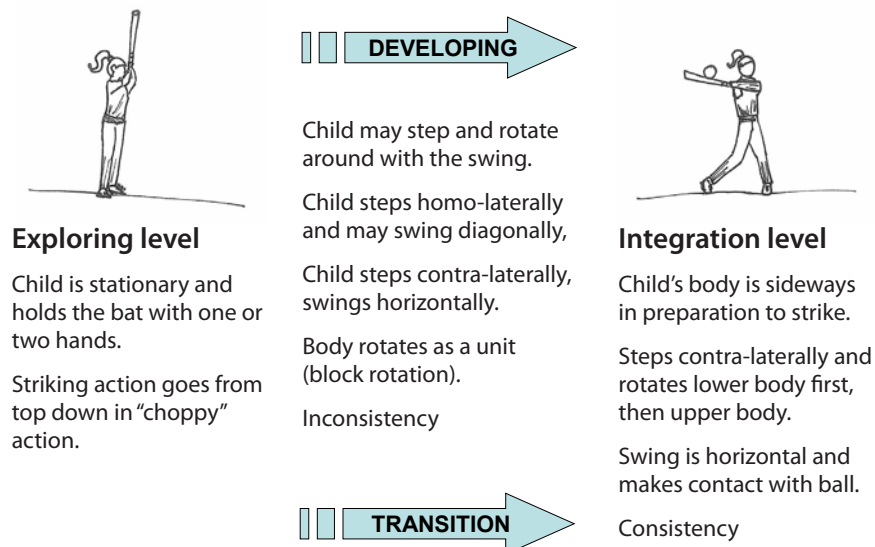 DEVELOPING
Exploring level
Child is stationary and
holds the bat with one or
two hands.
Striking action goes from
top down in “choppy”
action.
Child may step and rotate
around with the swing.
Child steps homo-laterally
and may swing diagonally,
Child steps contra-laterally,
swings horizontally.
Body rotates as a unit
(block rotation).
Inconsistency
TRANSITION
Integration level
Child’s body is sideways
in preparation to strike.
Steps contra-laterally and
rotates lower body first,
then upper body.
Swing is horizontal and
makes contact with ball.
Consistency